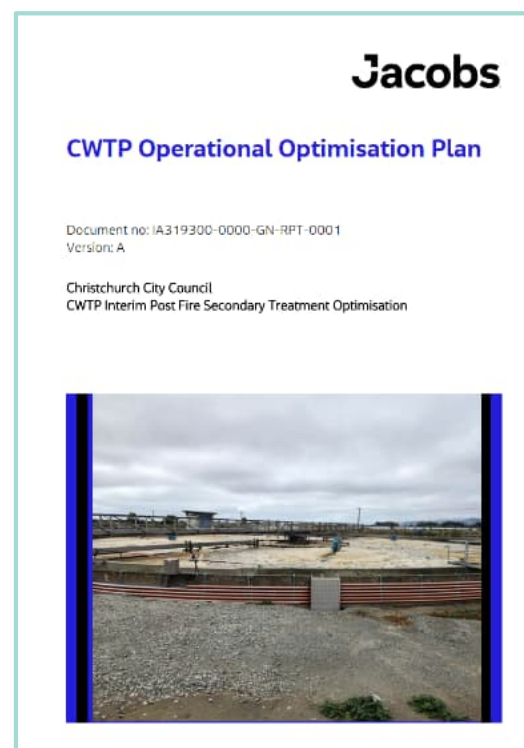 Jacobs
CWTP Operational Optimisation Plan
Document no: IA319300-0000-GN-RPT-0001
Version: A
Christchurch City Council
CWTP Interim Post Fire Secondary Treatment Optimisation